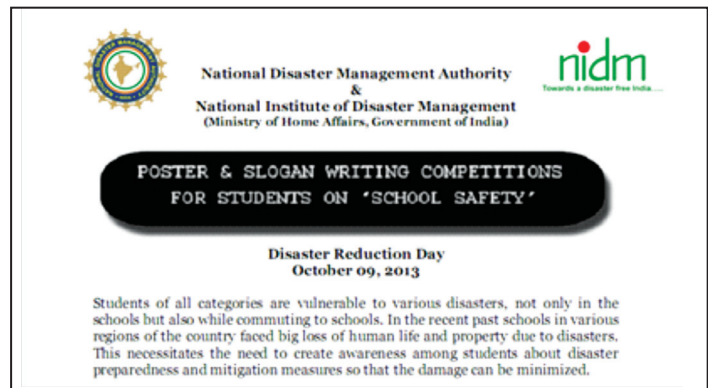 National Disaster Management Authority
&
National Institute of Disaster Management
(Ministry of Home Affairs, Government of India)
nidm
Towards a disaster free India.....
POSTER & SLOGAN WRITING COMPETITIONS
FOR STUDENTS ON ‘SCHOOL SAFETY’
Disaster Reduction Day
October 09, 2013
Students of all categories are vulnerable to various disasters, not only in the
schools but also while commuting to schools. In the recent past schools in various
regions of the country faced big loss of human life and property due to disasters.
This necessitates the need to create awareness among students about disaster
preparedness and mitigation measures so that the damage can be minimized.